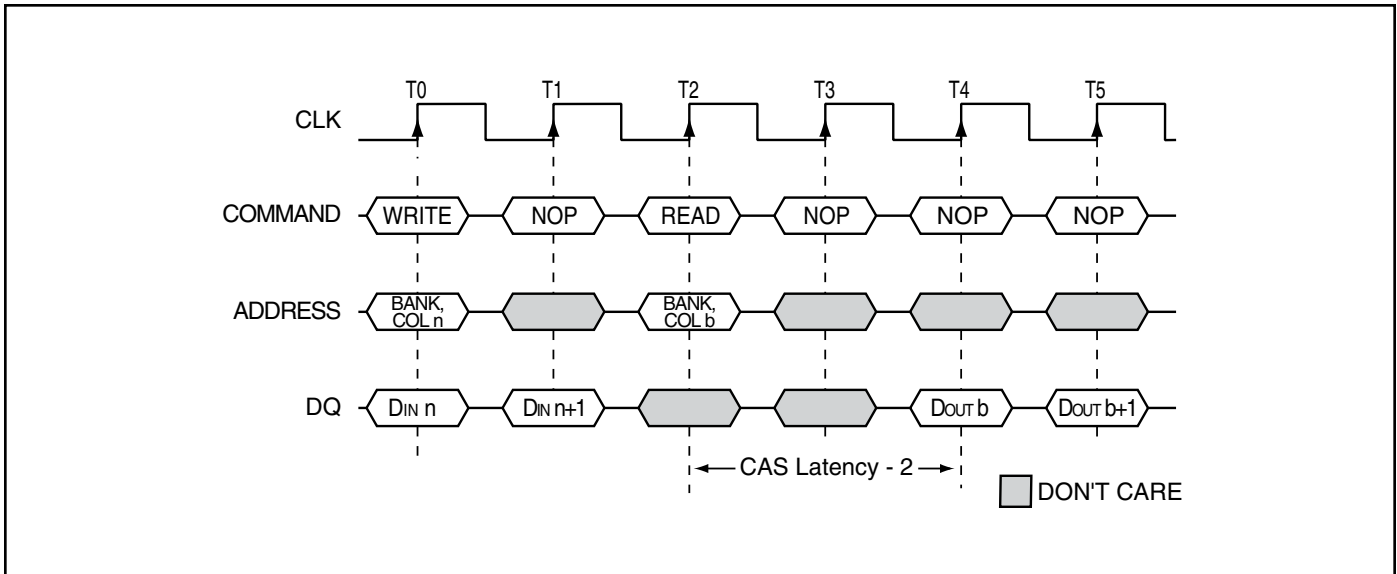 T0 T1 T2 T3 T4 T5
CLK
COMMAND WRITE NOP READ NOP NOP NOP
ADDRESS BANK, COL n BANK, COL b
DQ DIN n DIN n+1 DOUT b DOUT b+1
CAS Latency - 2
DON'T CARE